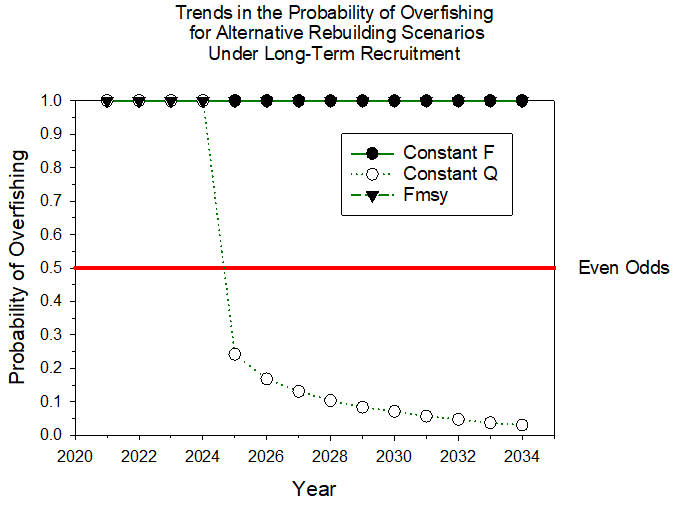 Trends in the Probability of Overfishing
for Alternative Rebuilding Scenarios
Under Long-Term Recruitment
1.0
0.9
0.8
0.7
0.6
0.5
0.4
0.3
0.2
0.1
0.0
Probability of Overfishing
Constant F
Constant Q
Fmsy
Even Odds
2020 2022 2024 2026 2028 2030 2032 2034
Year